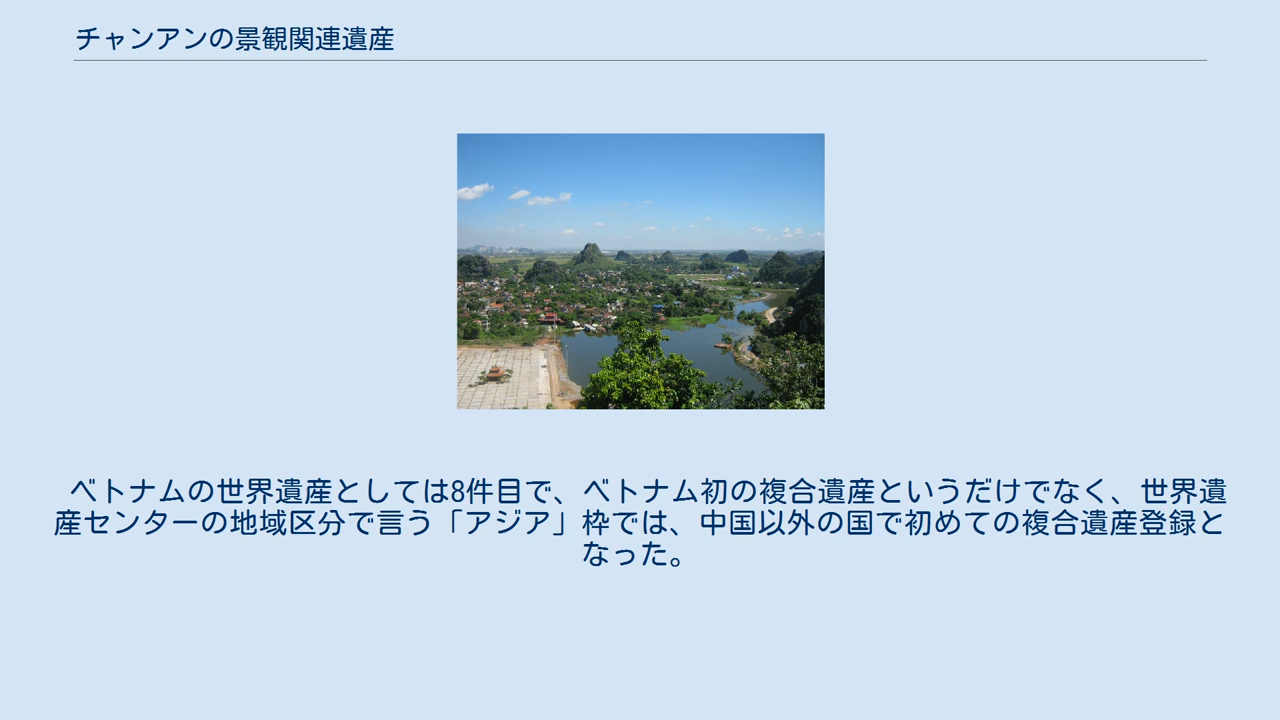 チャンアンの景観関連遺産
ベトナムの世界遺産としては8件目で、ベトナム初の複合遺産というだけでなく、世界遺
産センターの地域区分で言う「アジア」枠では、中国以外の国で初めての複合遺産登録と
なった。